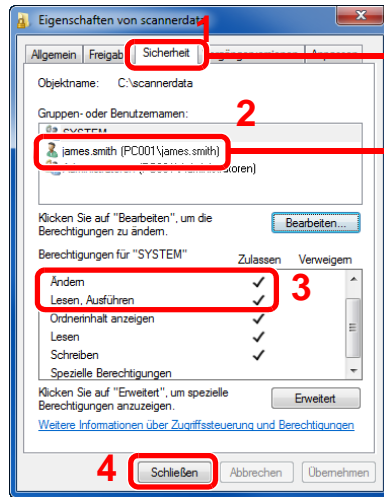 Eigenschaften von scannerdata
1
Allgemein Freigab Sicherheit
Objektname: C:\scannerdata
Gruppen- oder Benutzernamen:
2
SYSTEM
james.smith (PC001\james.smith)
Klicken Sie auf "Bearbeiten", um die
Berechtigungen zu ändern.
Bearbeiten...
Berechtigungen für "SYSTEM" Zulassen Verweigern
Ändern
Lesen, Ausführen
3
Ordnerinhalt anzeigen
Lesen
Schreiben
Spezielle Berechtigungen
Klicken Sie auf "Erweitert", um spezielle
Berechtigungen anzuzeigen.
Erweitert
Weitere Informationen über Zugriffssteuerung und Berechtigungen
4 Schließen Abbrechen Übernehmen